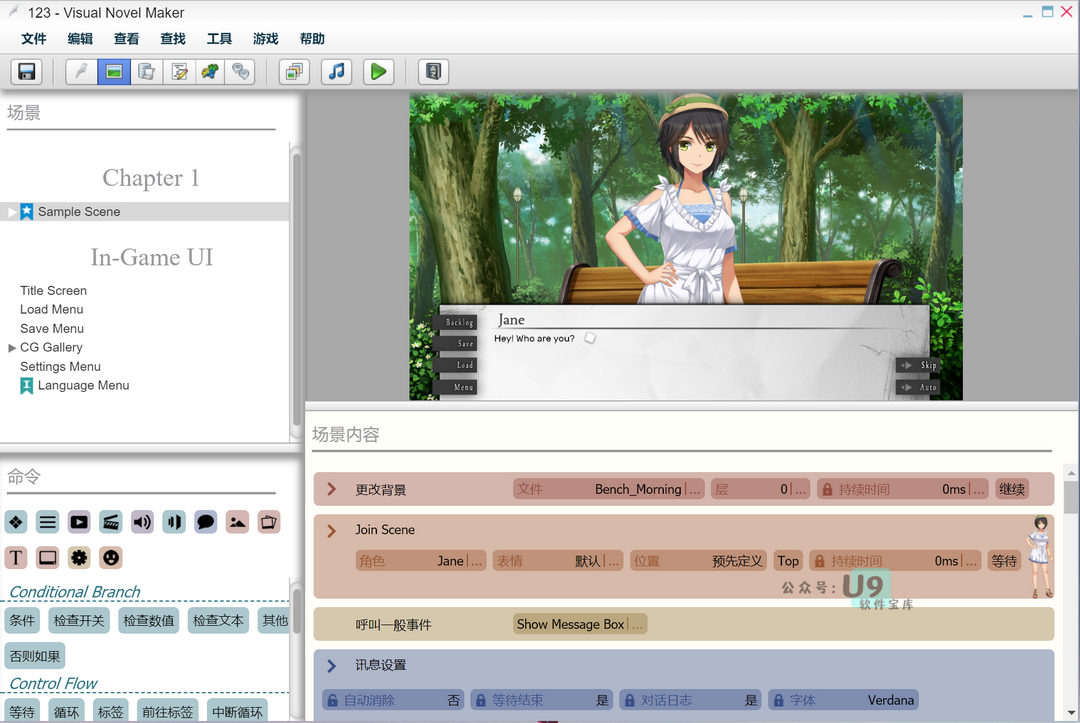 123 - Visual Novel Maker
文件 编辑 查看 查找 工具 游戏 帮助
场景
Chapter 1
Sample Scene
In-Game UI
Title Screen
Load Menu
Save Menu
CG Gallery
Settings Menu
Language Menu
命令
T
Conditional Branch
条件 检查开关 检查数值 检查文本 其他
否则如果
Control Flow
等待 循环 标签 前往标签 中断循环
Jane
Hey! Who are you?
Backlog
Save
Load
Menu
Skip
Auto
场景内容
更改背景 文件 Bench_Morning|... 层 0|... 持续时间 0ms|... 继续
Join Scene
角色 Jane|... 表情 默认|... 位置 预先定义 Top 持续时间 0ms|... 等待
公众号: U9
软件宝库
呼叫一般事件 Show Message Box|...
讯息设置
自动消除 否 等待结束 是 对话日志 是 字体 Verdana